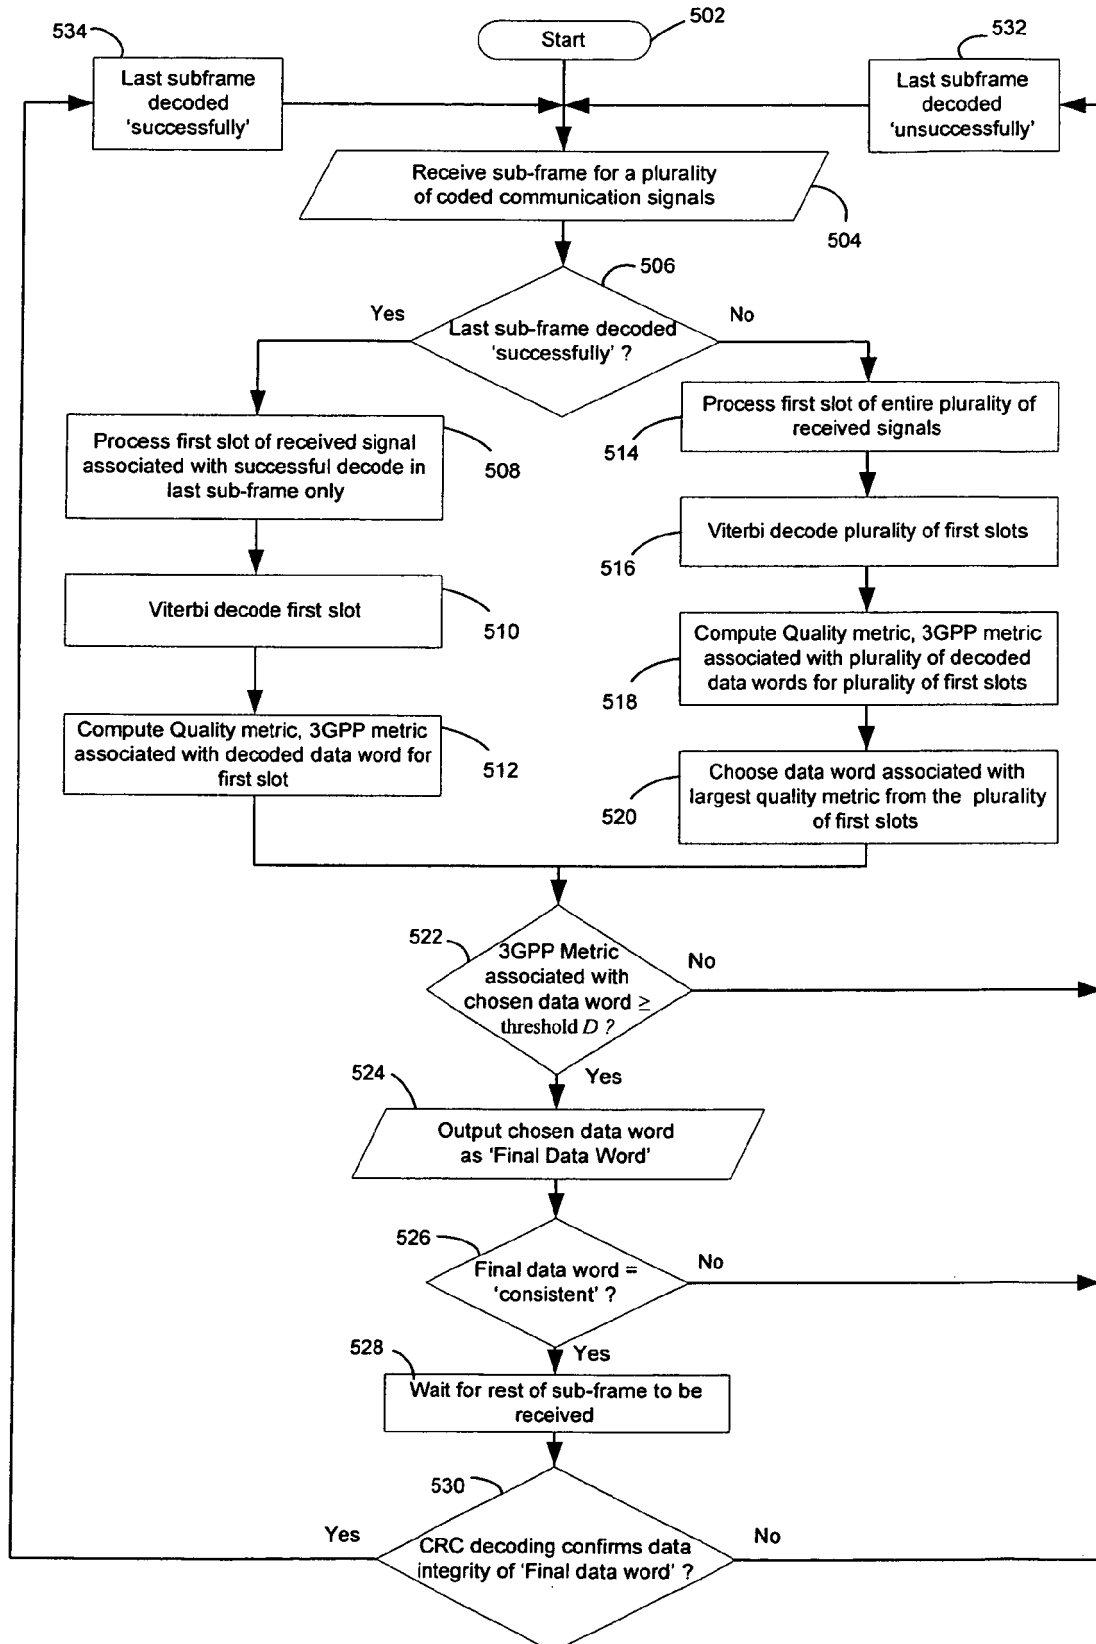 502
Start
534
Last subframe
decoded
'successfully'
532
Last subframe
decoded
'unsuccessfully'
Receive sub-frame for a plurality
of coded communication signals
504
506
Yes
No
Last sub-frame decoded
'successfully' ?
Process first slot of received signal
associated with successful decode in
last sub-frame only
508
Process first slot of entire plurality of
received signals
514
Viterbi decode first slot
510
Viterbi decode plurality of first slots
516
Compute Quality metric, 3GPP metric
associated with decoded data word for
first slot
512
Compute Quality metric, 3GPP metric
associated with plurality of decoded
data words for plurality of first slots
518
Choose data word associated with
largest quality metric from the plurality
of first slots
520
522
3GPP Metric
associated with
chosen data word ≥
threshold D ?
No
Yes
524
Output chosen data word
as 'Final Data Word'
526
Final data word =
'consistent' ?
No
Yes
528
Wait for rest of sub-frame to be
received
530
Yes
No
CRC decoding confirms data
integrity of 'Final data word' ?